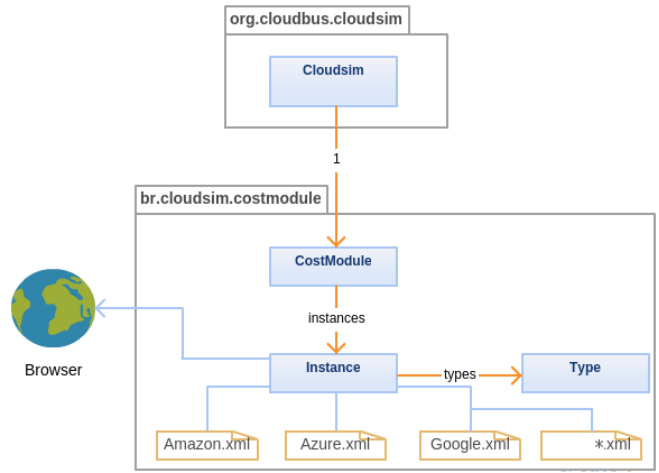 org.cloudbus.cloudsim
Cloudsim
1
br.cloudsim.costmodule
CostModule
instances
Browser
Instance
types
Type
Amazon.xml
Azure.xml
Google.xml
*.xml